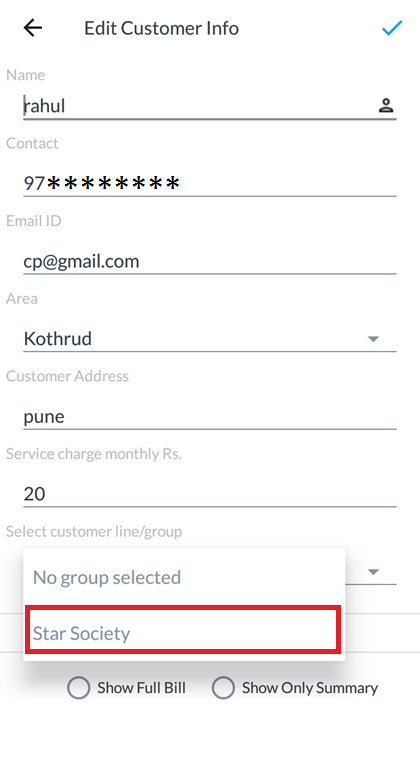 Edit Customer Info
Name
rahul
Contact
97********
Email ID
cp@gmail.com
Area
Kothrud
Customer Address
pune
Service charge monthly Rs.
20
Select customer line/group
No group selected
Star Society
Show Full Bill Show Only Summary